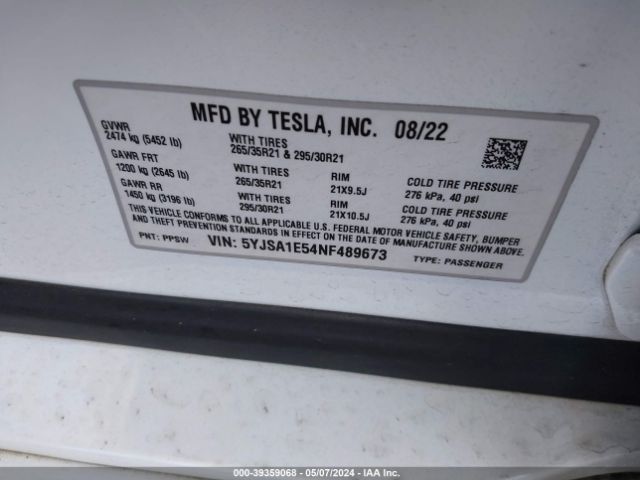 MFD BY TESLA, INC. 08/22
GVWR
2474 kg (5452 lb)
WITH TIRES
265/35R21 & 295/30R21
GAWR FRT
1200 kg (2645 lb)
WITH TIRES
265/35R21
RIM
21X9.5J
COLD TIRE PRESSURE
276 kPa, 40 psi
GAWR RR
1450 kg (3196 lb)
WITH TIRES
295/30R21
RIM
21X10.5J
COLD TIRE PRESSURE
276 kPa, 40 psi
THIS VEHICLE CONFORMS TO ALL APPLICABLE U.S. FEDERAL MOTOR VEHICLE SAFETY, BUMPER
AND THEFT PREVENTION STANDARDS IN EFFECT ON THE DATE OF MANUFACTURE SHOWN ABOVE.
PNT: PPSW
VIN: 5YJSA1E54NF489673
TYPE: PASSENGER
000-39359068 - 05/07/2024 - IAA Inc.